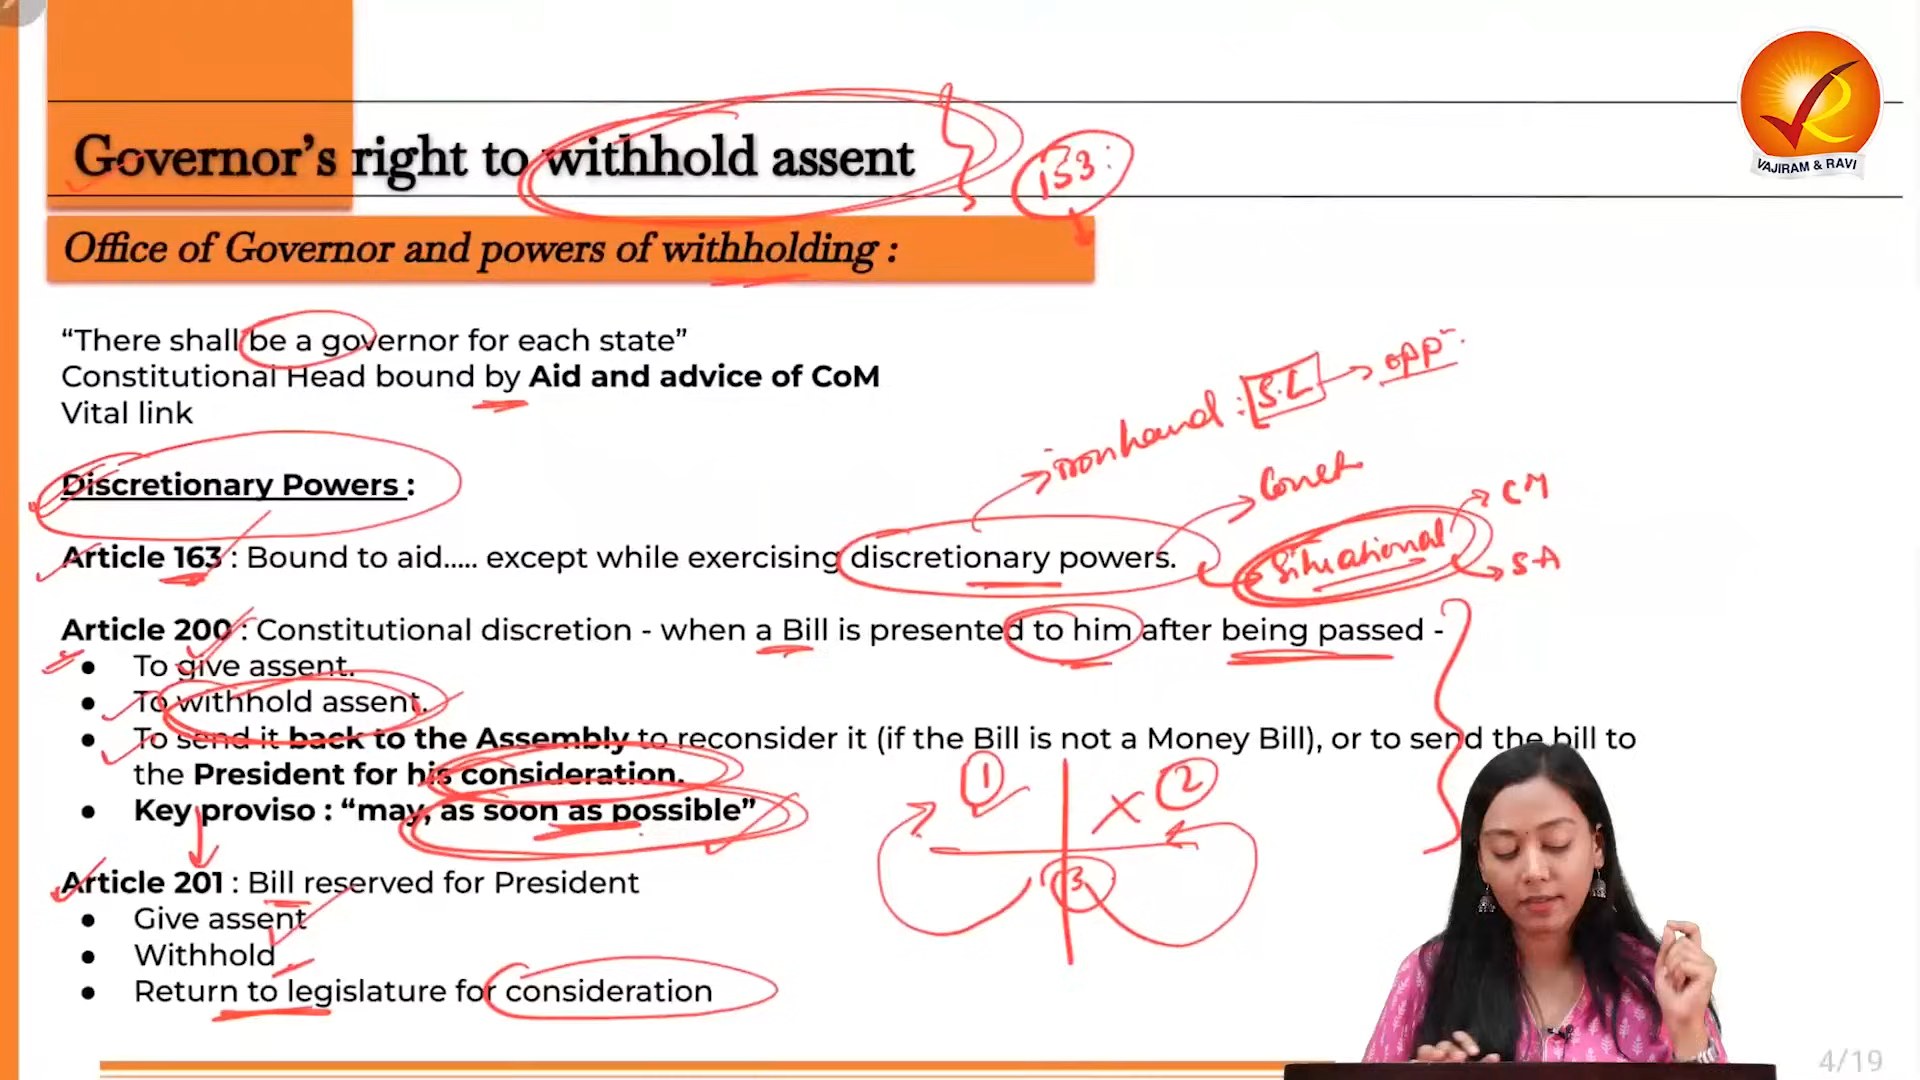 Governor's right to withhold assent
153:
VAJIRAM & RAVI
Office of Governor and powers of withholding :
“There shall be a governor for each state”
Constitutional Head bound by Aid and advice of CoM
Vital link
ironhand : S.L → oppⁿ
Discretionary Powers :
Const
CM
Article 163 : Bound to aid..... except while exercising discretionary powers.
Situational
SA
Article 200 : Constitutional discretion - when a Bill is presented to him after being passed -
● To give assent.
● To withhold assent.
● To send it back to the Assembly to reconsider it (if the Bill is not a Money Bill), or to send the bill to
the President for his consideration.
● Key proviso : “may, as soon as possible”
1
2
3
Article 201 : Bill reserved for President
● Give assent
● Withhold
● Return to legislature for consideration
4/19